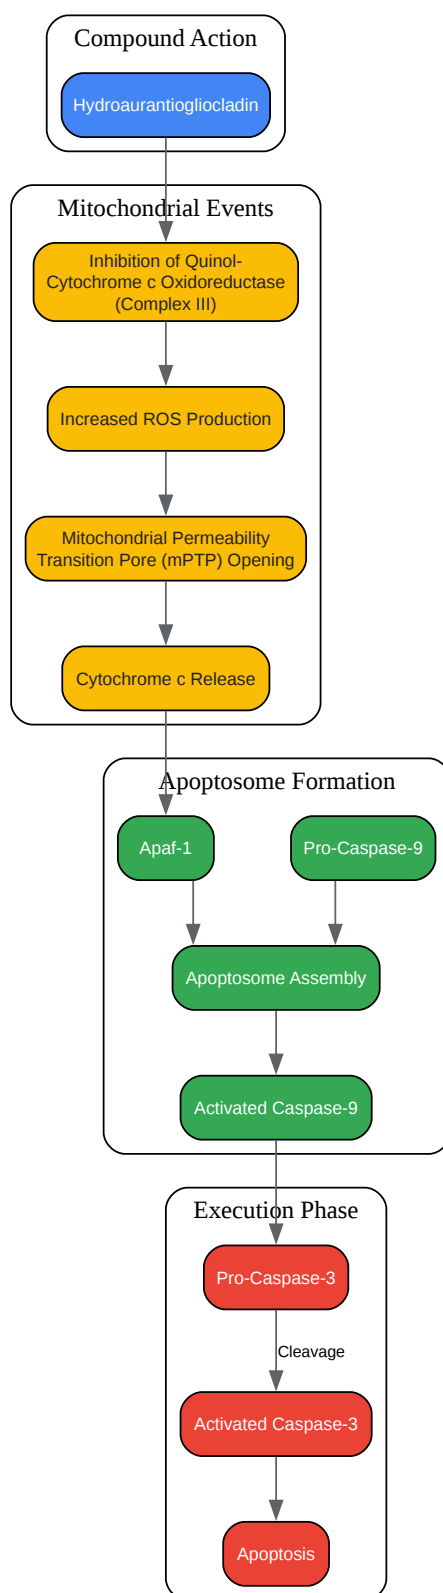 Compound Action
Hydroaurantiogliocladin
Mitochondrial Events
Inhibition of Quinol-
Cytochrome c Oxidoreductase
(Complex III)
Increased ROS Production
Mitochondrial Permeability
Transition Pore (mPTP) Opening
Cytochrome c Release
Apoptosome Formation
Apaf-1
Pro-Caspase-9
Apoptosome Assembly
Activated Caspase-9
Execution Phase
Pro-Caspase-3
Cleavage
Activated Caspase-3
Apoptosis